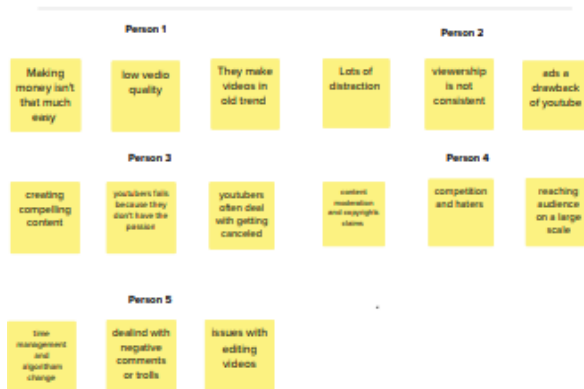 Person 1
Person 2
Making
money isn't
that much
easy
low vedio
quality
They make
videos in
old trend
Lots of
distraction
viewership
is not
consistent
ads a
drawback
of youtube
Person 3
Person 4
creating
compelling
content
youtubers fails
because they
don't have the
passion
youtubers
often deal
with getting
canceled
content
moderation
and copyrights
claims
competition
and haters
reaching
audience
on a large
scale
Person 5
time
management
and
algortham
change
dealind with
negative
comments
or trolls
issues with
editing
videos